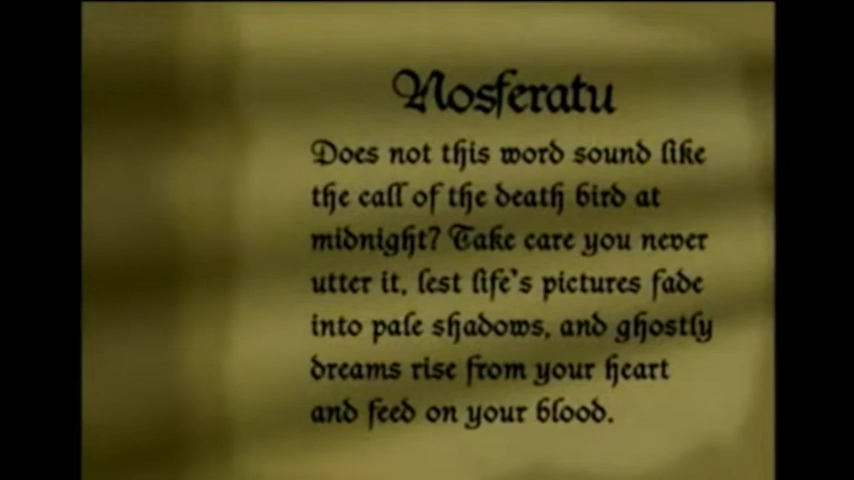 Nosferatu
Does not this word sound like
the call of the death bird at
midnight? Take care you never
utter it, lest life's pictures fade
into pale shadows, and ghostly
dreams rise from your heart
and feed on your blood.